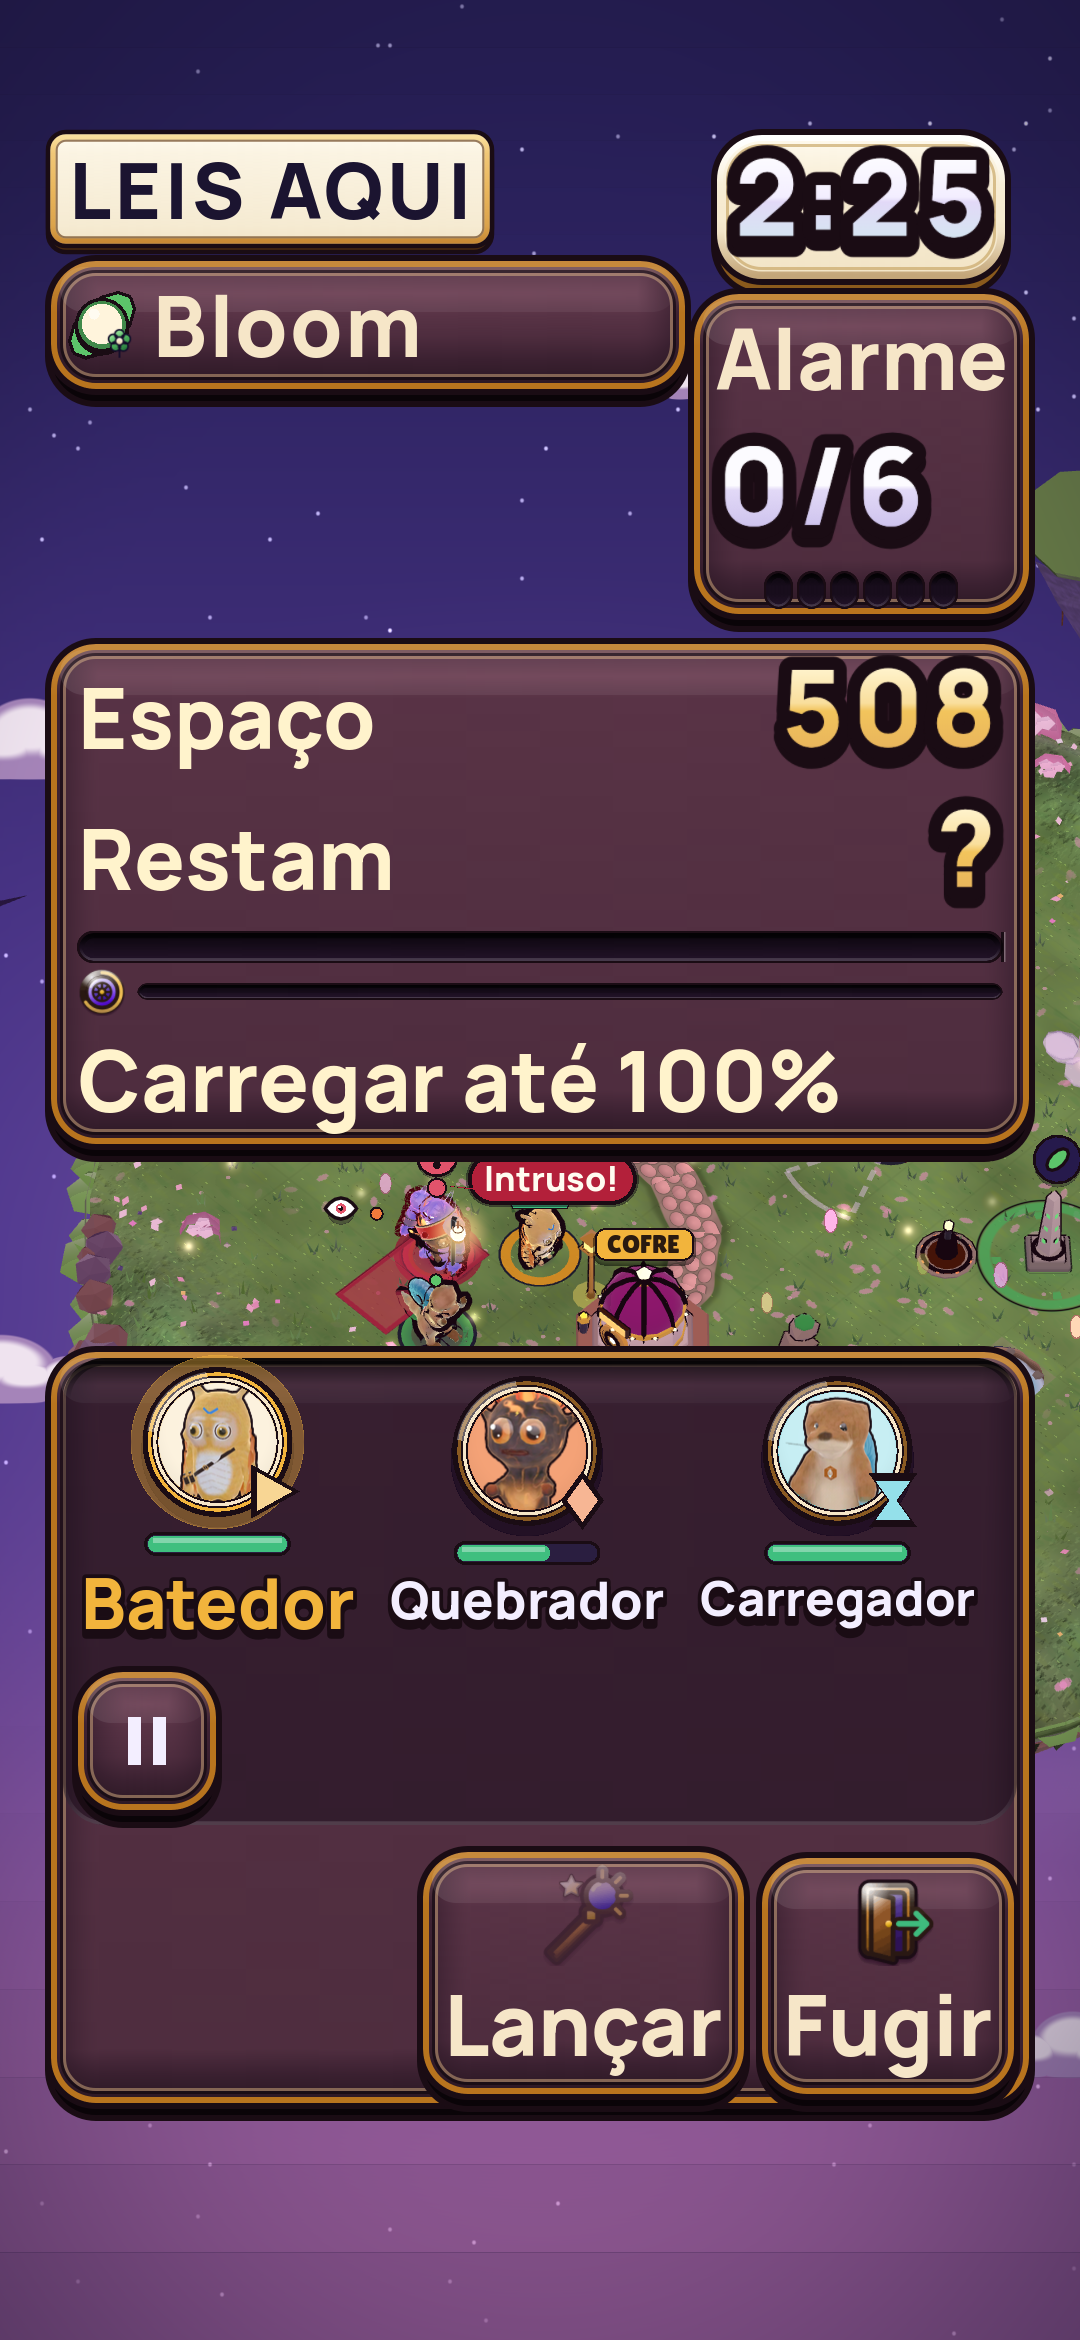 LEIS AQUI
2:25
Bloom
Alarme
0/6
Espaço 508
Restam ?
Carregar até 100%
Intruso!
COFRE
Batedor Quebrador Carregador
Lançar Fugir